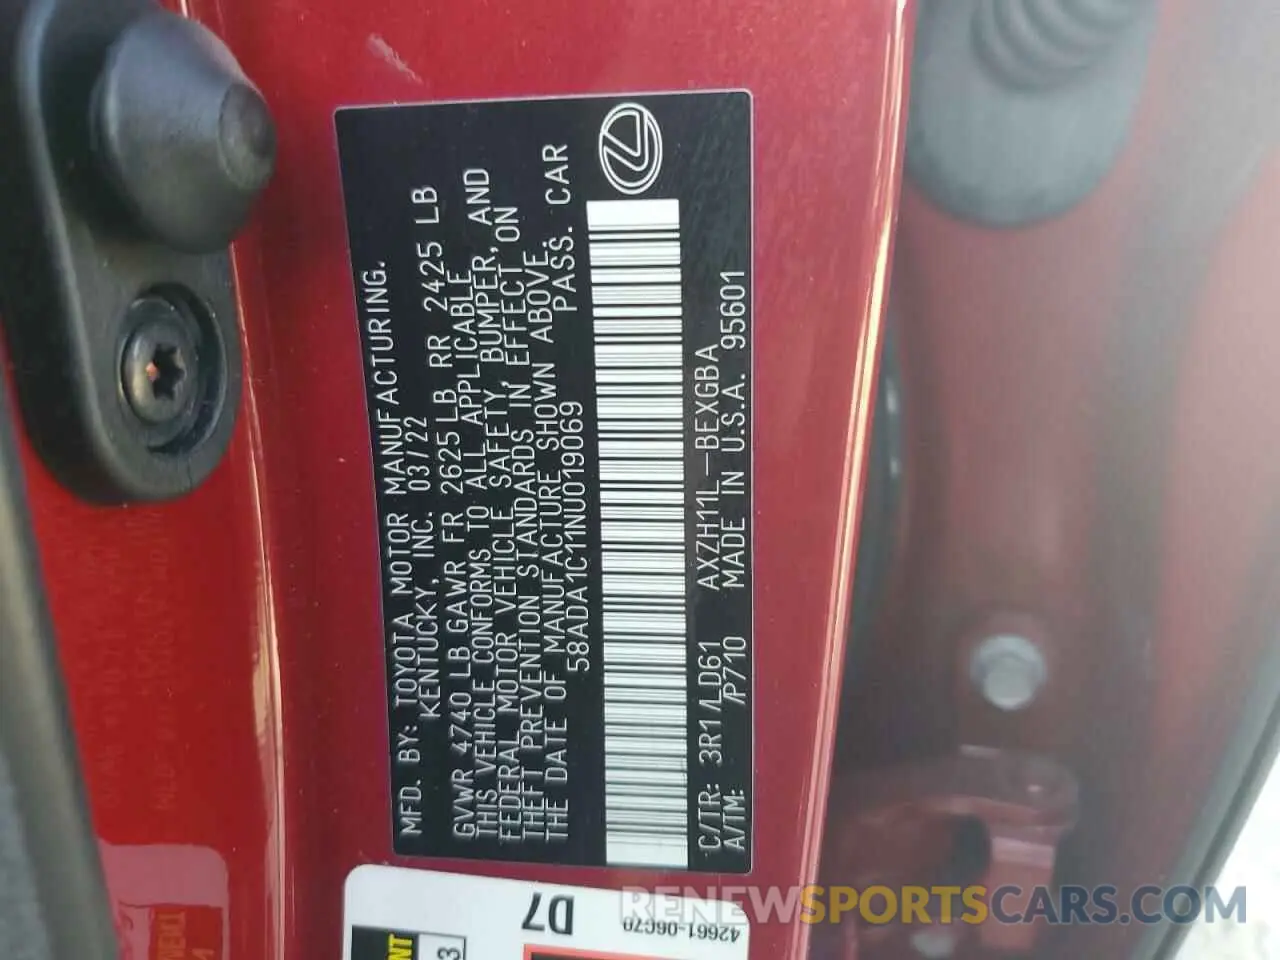 MFD. BY: TOYOTA MOTOR MANUFACTURING.
KENTUCKY, INC. 03/22
GVWR 4740 LB GAWR FR 2625LB RR 2425 LB
THIS VEHICLE CONFORMS TO ALL APPLICABLE
FEDERAL MOTOR VEHICLE SAFETY, BUMPER, AND
THEFT PREVENTION STANDARDS IN EFFECT ON
THE DATE OF MANUFACTURE SHOWN ABOVE.
58ADA1C11NU019069 PASS. CAR
C/TR: 3R1/LD61 AXZH11L-BEXGBA
A/TM: /P710 MADE IN U.S.A. 95601
D7
42661-06C70
RENEWSPORTSCARS.COM